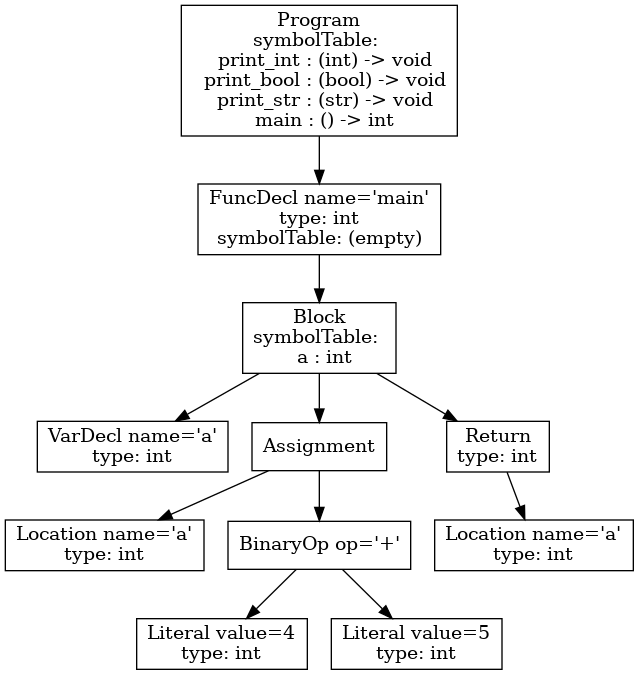 Program
symbolTable:
print_int : (int) -> void
print_bool : (bool) -> void
print_str : (str) -> void
main : () -> int
FuncDecl name='main'
type: int
symbolTable: (empty)
Block
symbolTable:
a : int
VarDecl name='a'
type: int
Assignment
Return
type: int
Location name='a'
type: int
BinaryOp op='+'
Location name='a'
type: int
Literal value=4
type: int
Literal value=5
type: int